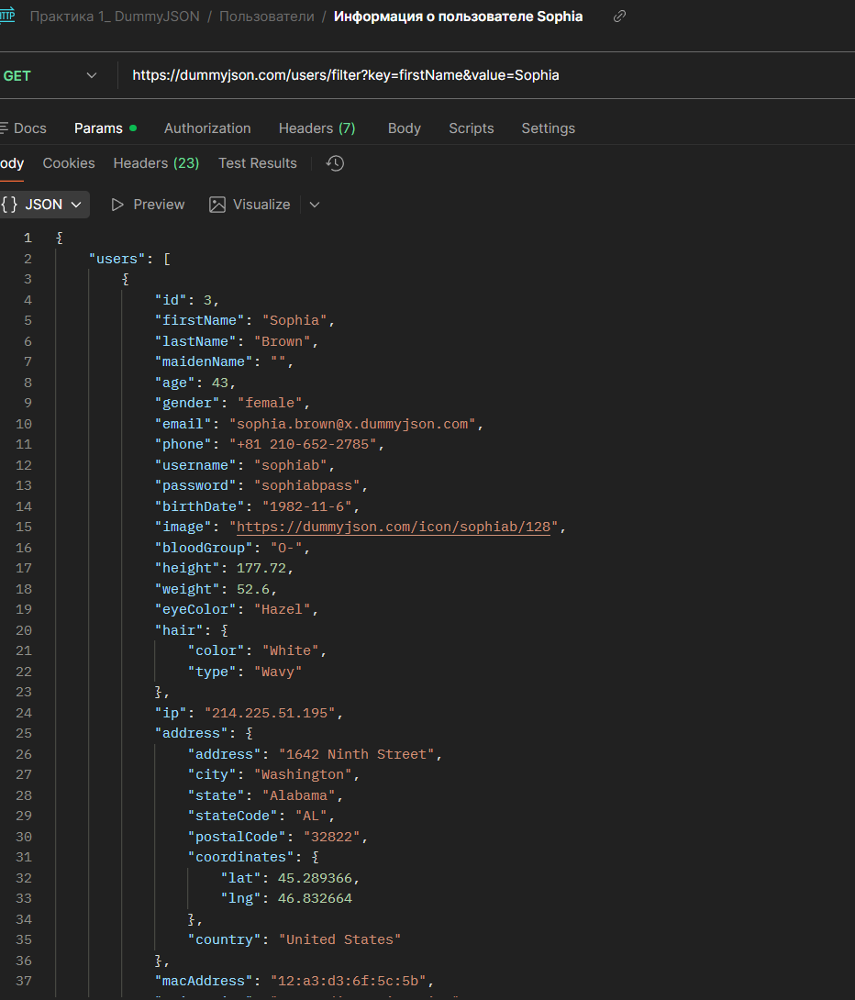 HTTP Практика 1_ DummyJSON / Пользователи / Информация о пользователе Sophia
GET https://dummyjson.com/users/filter?key=firstName&value=Sophia
Docs Params Authorization Headers (7) Body Scripts Settings
ody Cookies Headers (23) Test Results
{} JSON Preview Visualize
1 {
2 "users": [
3 {
4 "id": 3,
5 "firstName": "Sophia",
6 "lastName": "Brown",
7 "maidenName": "",
8 "age": 43,
9 "gender": "female",
10 "email": "sophia.brown@x.dummyjson.com",
11 "phone": "+81 210-652-2785",
12 "username": "sophiab",
13 "password": "sophiabpass",
14 "birthDate": "1982-11-6",
15 "image": "https://dummyjson.com/icon/sophiab/128",
16 "bloodGroup": "O-",
17 "height": 177.72,
18 "weight": 52.6,
19 "eyeColor": "Hazel",
20 "hair": {
21 "color": "White",
22 "type": "Wavy"
23 },
24 "ip": "214.225.51.195",
25 "address": {
26 "address": "1642 Ninth Street",
27 "city": "Washington",
28 "state": "Alabama",
29 "stateCode": "AL",
30 "postalCode": "32822",
31 "coordinates": {
32 "lat": 45.289366,
33 "lng": 46.832664
34 },
35 "country": "United States"
36 },
37 "macAddress": "12:a3:d3:6f:5c:5b",